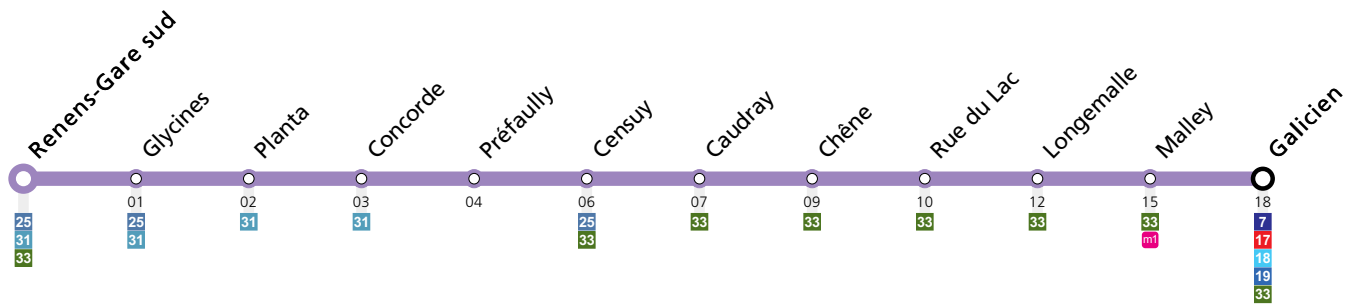 Renens-Gare sud
Glycines
Planta
Concorde
Préfaully
Censuy
Caudray
Chêne
Rue du Lac
Longemalle
Malley
Galicien
01 02 03 04 06 07 09 10 12 15 18
25 25 31 31 25 33 33 33 33 33 7
31 31 33 m1 17
33 18
19
33